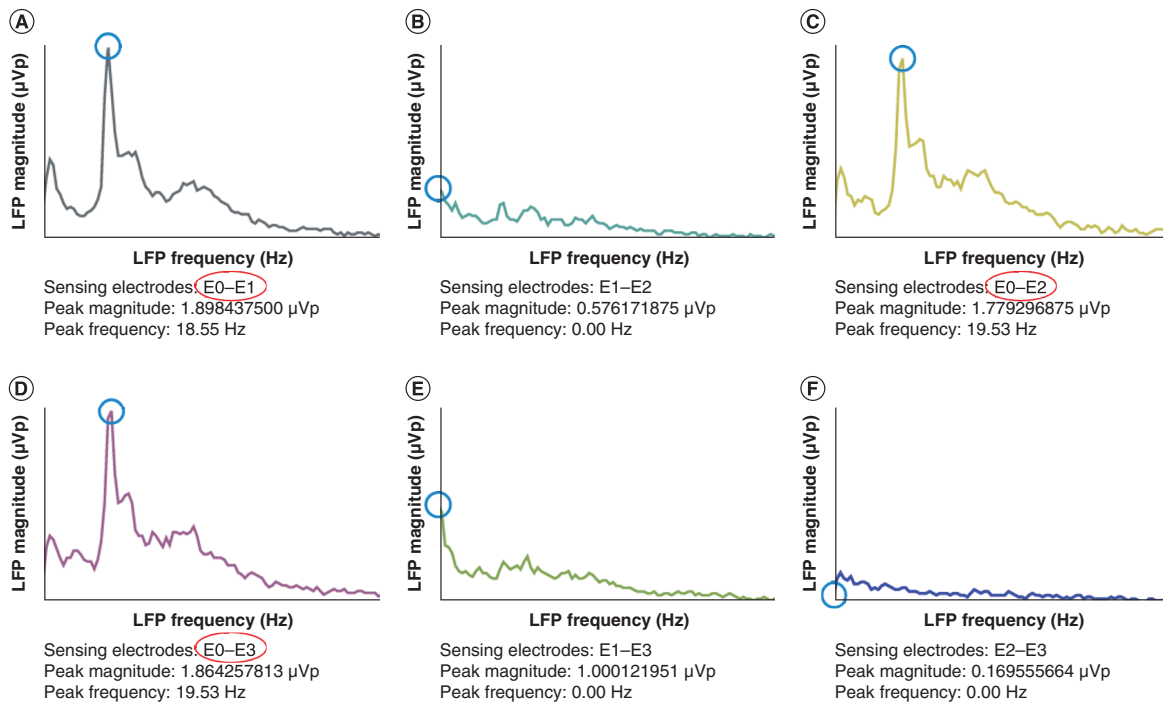 A
LFP magnitude (µVp)
LFP frequency (Hz)
Sensing electrodes: E0–E1
Peak magnitude: 1.898437500 µVp
Peak frequency: 18.55 Hz
B
LFP magnitude (µVp)
LFP frequency (Hz)
Sensing electrodes: E1–E2
Peak magnitude: 0.576171875 µVp
Peak frequency: 0.00 Hz
C
LFP magnitude (µVp)
LFP frequency (Hz)
Sensing electrodes: E0–E2
Peak magnitude: 1.779296875 µVp
Peak frequency: 19.53 Hz
D
LFP magnitude (µVp)
LFP frequency (Hz)
Sensing electrodes: E0–E3
Peak magnitude: 1.864257813 µVp
Peak frequency: 19.53 Hz
E
LFP magnitude (µVp)
LFP frequency (Hz)
Sensing electrodes: E1–E3
Peak magnitude: 1.000121951 µVp
Peak frequency: 0.00 Hz
F
LFP magnitude (µVp)
LFP frequency (Hz)
Sensing electrodes: E2–E3
Peak magnitude: 0.169555664 µVp
Peak frequency: 0.00 Hz